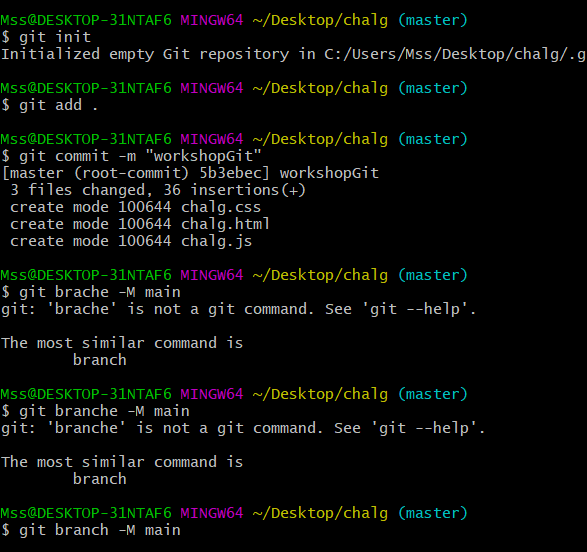 Mss@DESKTOP-31NTAF6 MINGW64 ~/Desktop/chalg (master)
$ git init
Initialized empty Git repository in C:/Users/Mss/Desktop/chalg/.g
Mss@DESKTOP-31NTAF6 MINGW64 ~/Desktop/chalg (master)
$ git add .
Mss@DESKTOP-31NTAF6 MINGW64 ~/Desktop/chalg (master)
$ git commit -m "workshopGit"
[master (root-commit) 5b3ebec] workshopGit
 3 files changed, 36 insertions(+)
 create mode 100644 chalg.css
 create mode 100644 chalg.html
 create mode 100644 chalg.js
Mss@DESKTOP-31NTAF6 MINGW64 ~/Desktop/chalg (master)
$ git brache -M main
git: 'brache' is not a git command. See 'git --help'.
The most similar command is
        branch
Mss@DESKTOP-31NTAF6 MINGW64 ~/Desktop/chalg (master)
$ git branche -M main
git: 'branche' is not a git command. See 'git --help'.
The most similar command is
        branch
Mss@DESKTOP-31NTAF6 MINGW64 ~/Desktop/chalg (master)
$ git branch -M main